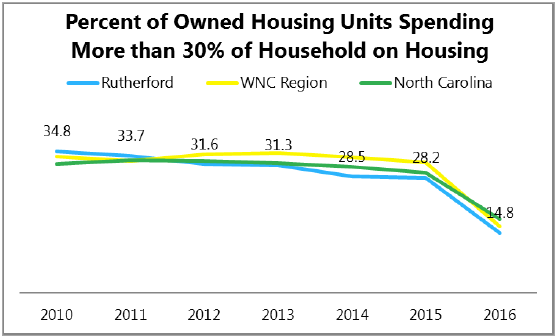 Percent of Owned Housing Units Spending
More than 30% of Household on Housing
Rutherford WNC Region North Carolina
34.8 33.7 31.6 31.3 28.5 28.2 14.8
2010 2011 2012 2013 2014 2015 2016